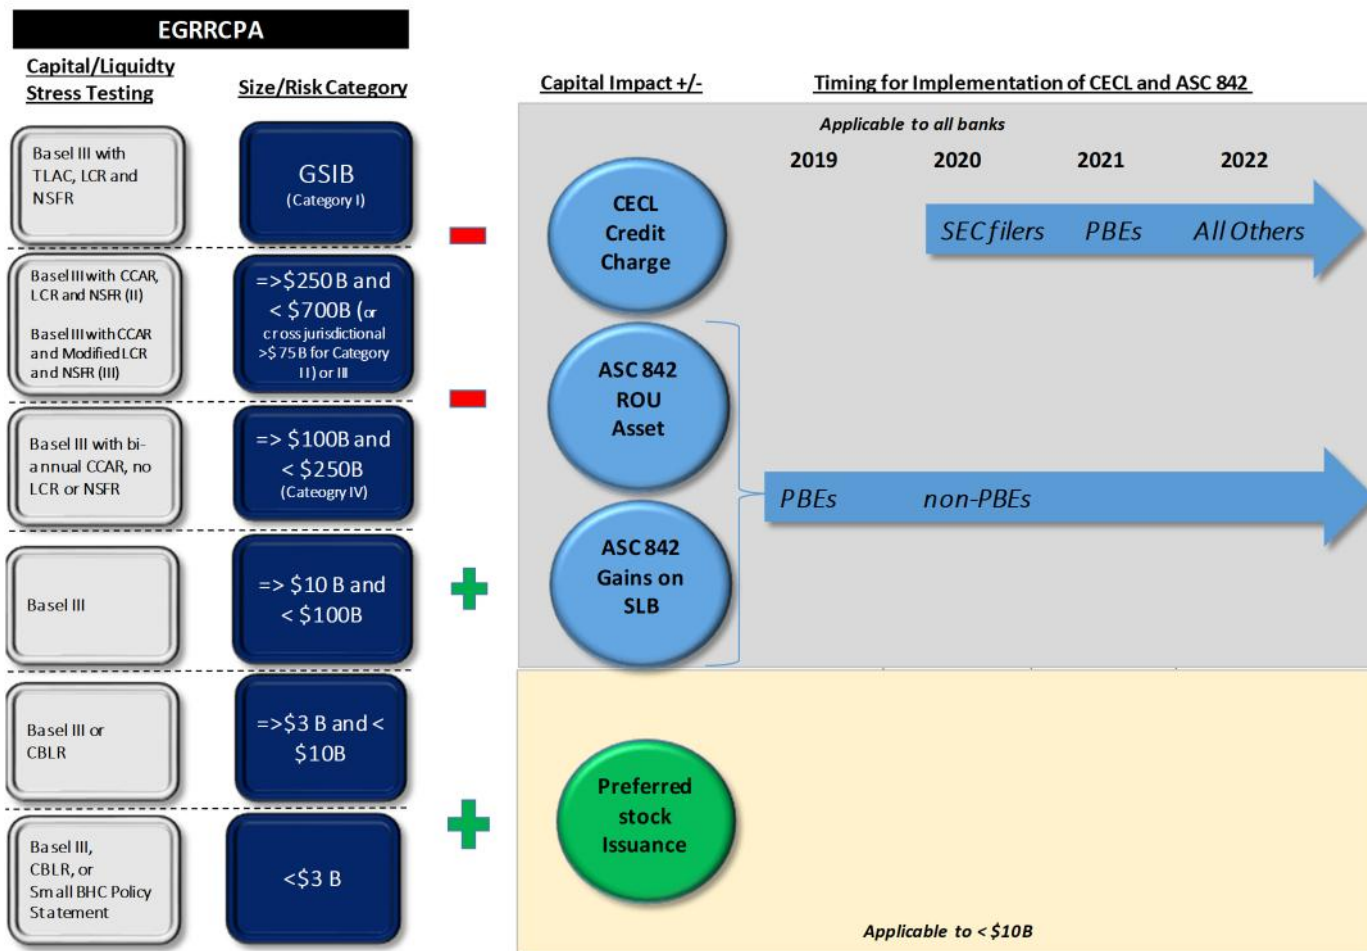 EGRRCPA
Capital/Liquidty
Stress Testing
Size/Risk Category
Basel III with
TLAC, LCR and
NSFR
GSIB
(Category I)
Basel III with CCAR,
LCR and NSFR (II)
Basel III with CCAR
and Modified LCR
and NSFR (III)
=>$250 B and
< $700B (or
cross jurisdictional
>$75 B for Category
II) or III
Basel III with bi-
annual CCAR, no
LCR or NSFR
=> $100B and
< $250B
(Cateogry IV)
Basel III
=> $10 B and
< $100B
Basel III or
CBLR
=>$3 B and <
$10B
Basel III,
CBLR, or
Small BHC Policy
Statement
<$3 B
Capital Impact +/-
Timing for Implementation of CECL and ASC 842
Applicable to all banks
2019 2020 2021 2022
CECL
Credit
Charge
SEC filers PBEs All Others
ASC 842
ROU
Asset
PBEs non-PBEs
ASC 842
Gains on
SLB
Preferred
stock
Issuance
Applicable to < $10B